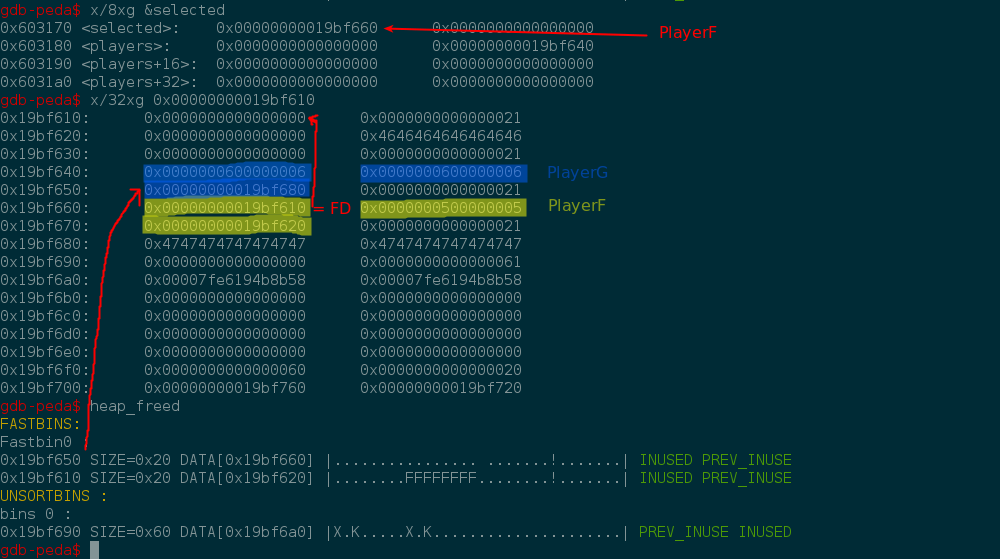 gdb-peda$ x/8xg &selected
0x603170 <selected>: 0x00000000019bf660 0x0000000000000000 PlayerF
0x603180 <players>: 0x0000000000000000 0x00000000019bf640
0x603190 <players+16>: 0x0000000000000000 0x0000000000000000
0x6031a0 <players+32>: 0x0000000000000000 0x0000000000000000
gdb-peda$ x/32xg 0x00000000019bf610
0x19bf610: 0x0000000000000000 0x0000000000000021
0x19bf620: 0x0000000000000000 0x4646464646464646
0x19bf630: 0x0000000000000000 0x0000000000000021
0x19bf640: 0x0000000600000006 0x0000000600000006 PlayerG
0x19bf650: 0x00000000019bf680 0x0000000000000021
0x19bf660: 0x00000000019bf610 = FD 0x0000000500000005 PlayerF
0x19bf670: 0x00000000019bf620 0x0000000000000021
0x19bf680: 0x4747474747474747 0x4747474747474747
0x19bf690: 0x0000000000000000 0x0000000000000061
0x19bf6a0: 0x00007fe6194b8b58 0x00007fe6194b8b58
0x19bf6b0: 0x0000000000000000 0x0000000000000000
0x19bf6c0: 0x0000000000000000 0x0000000000000000
0x19bf6d0: 0x0000000000000000 0x0000000000000000
0x19bf6e0: 0x0000000000000000 0x0000000000000000
0x19bf6f0: 0x0000000000000060 0x0000000000000020
0x19bf700: 0x00000000019bf760 0x00000000019bf720
gdb-peda$ heap_freed
FASTBINS:
Fastbin0 :
0x19bf650 SIZE=0x20 DATA[0x19bf660] |................ .......!.......| INUSED PREV_INUSE
0x19bf610 SIZE=0x20 DATA[0x19bf620] |........FFFFFFFF........!.......| INUSED PREV_INUSE
UNSORTBINS :
bins 0 :
0x19bf690 SIZE=0x60 DATA[0x19bf6a0] |X.K.....X.K.....................| PREV_INUSE INUSED
gdb-peda$